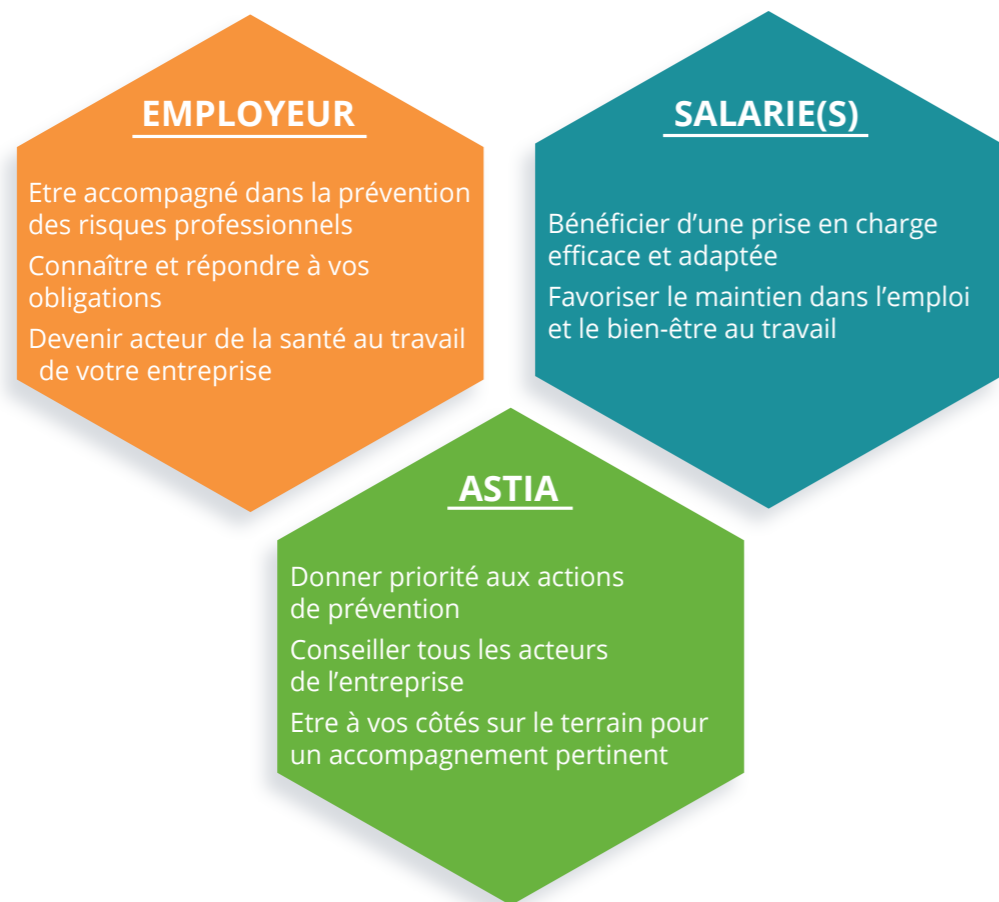 EMPLOYEUR
Etre accompagné dans la prévention
des risques professionnels
Connaître et répondre à vos
obligations
Devenir acteur de la santé au travail
de votre entreprise
SALARIE(S)
Bénéficier d’une prise en charge
efficace et adaptée
Favoriser le maintien dans l’emploi
et le bien-être au travail
ASTIA
Donner priorité aux actions
de prévention
Conseiller tous les acteurs
de l’entreprise
Etre à vos côtés sur le terrain pour
un accompagnement pertinent